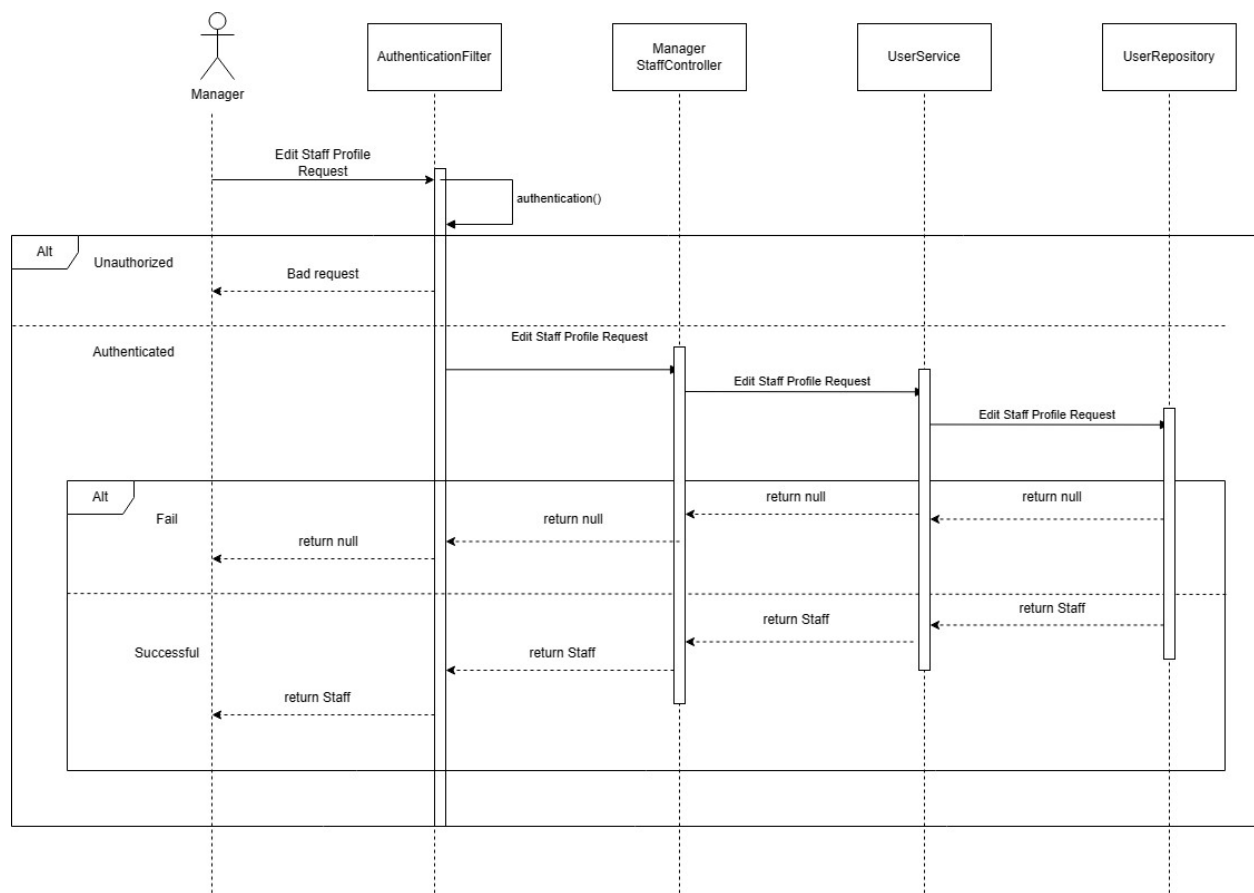 Manager
AuthenticationFilter
Manager
StaffController
UserService
UserRepository
Edit Staff Profile
Request
authentication()
Alt
Unauthorized
Bad request
Authenticated
Edit Staff Profile Request
Edit Staff Profile Request
Edit Staff Profile Request
Alt
Fail
return null
return null
return null
return null
Successful
return Staff
return Staff
return Staff
return Staff